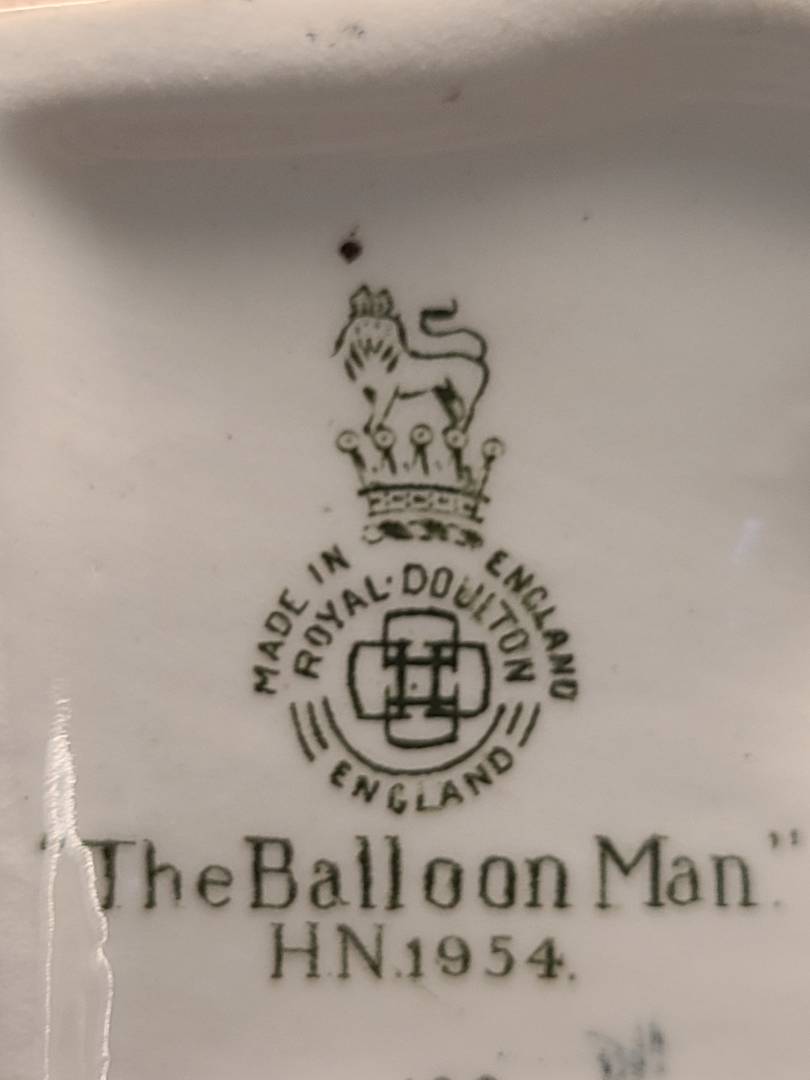 MADE IN ENGLAND
ROYAL·DOULTON
ENGLAND
"The Balloon Man."
H.N.1954.